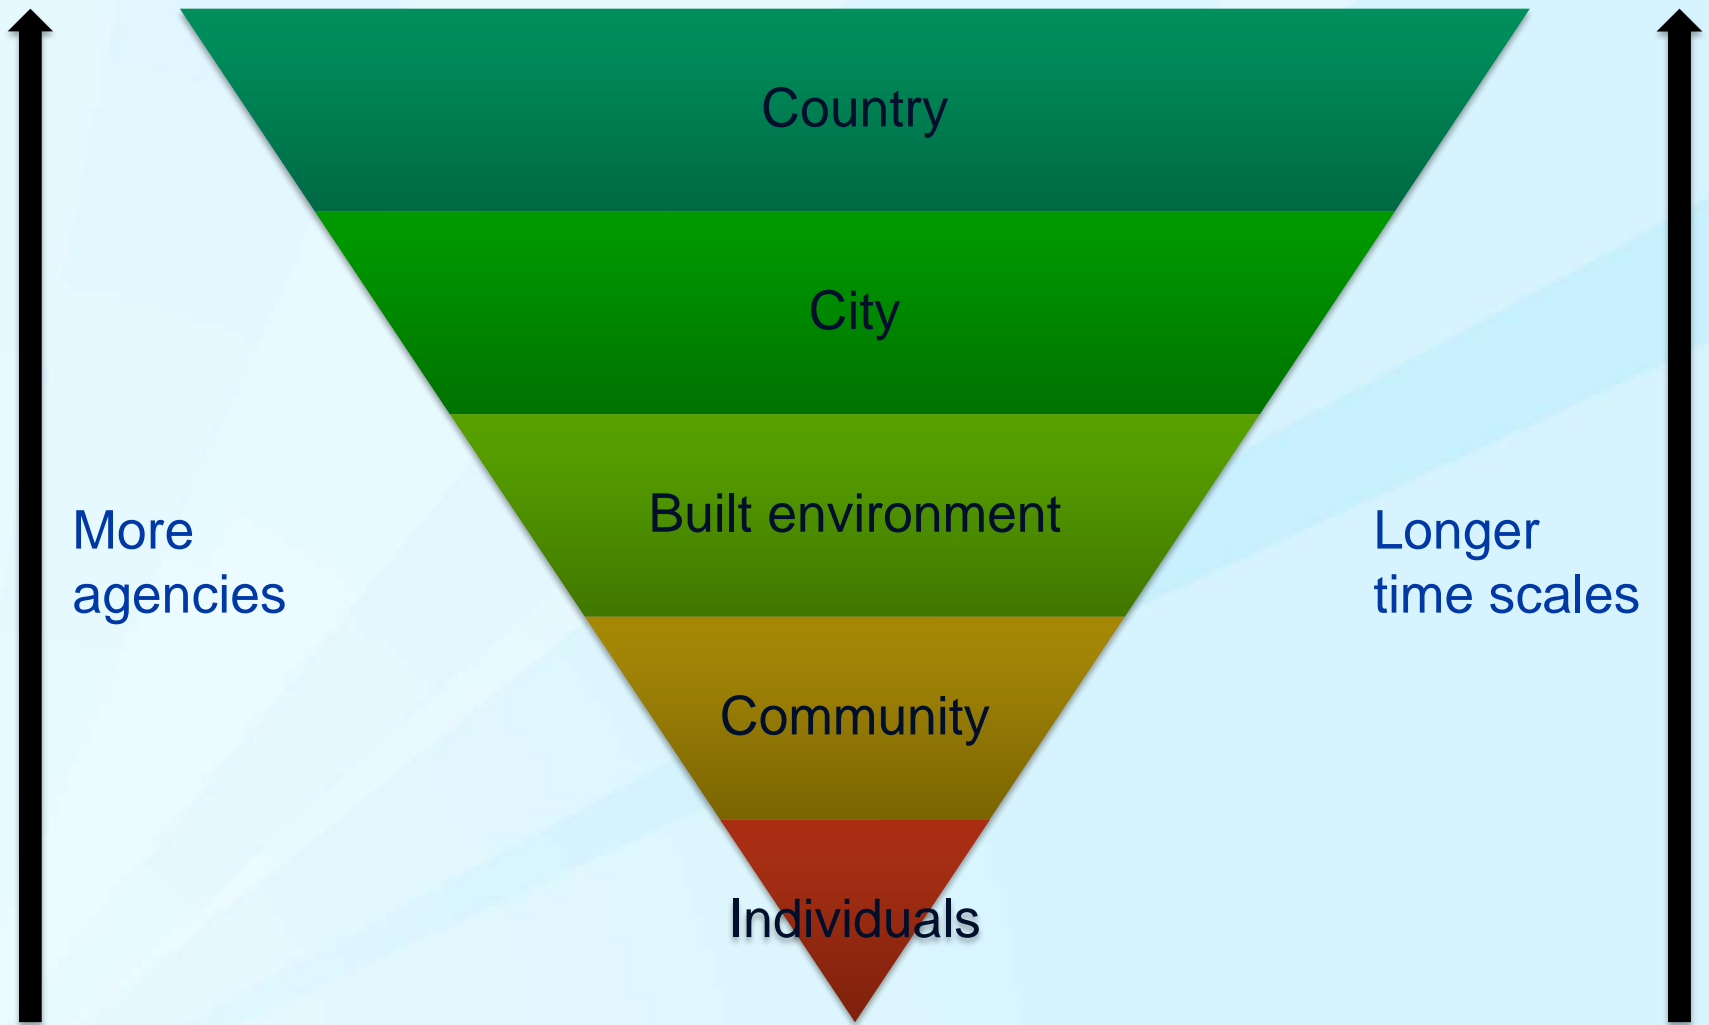 Country
City
Built environment
More
agencies
Longer
time scales
Community
Individuals